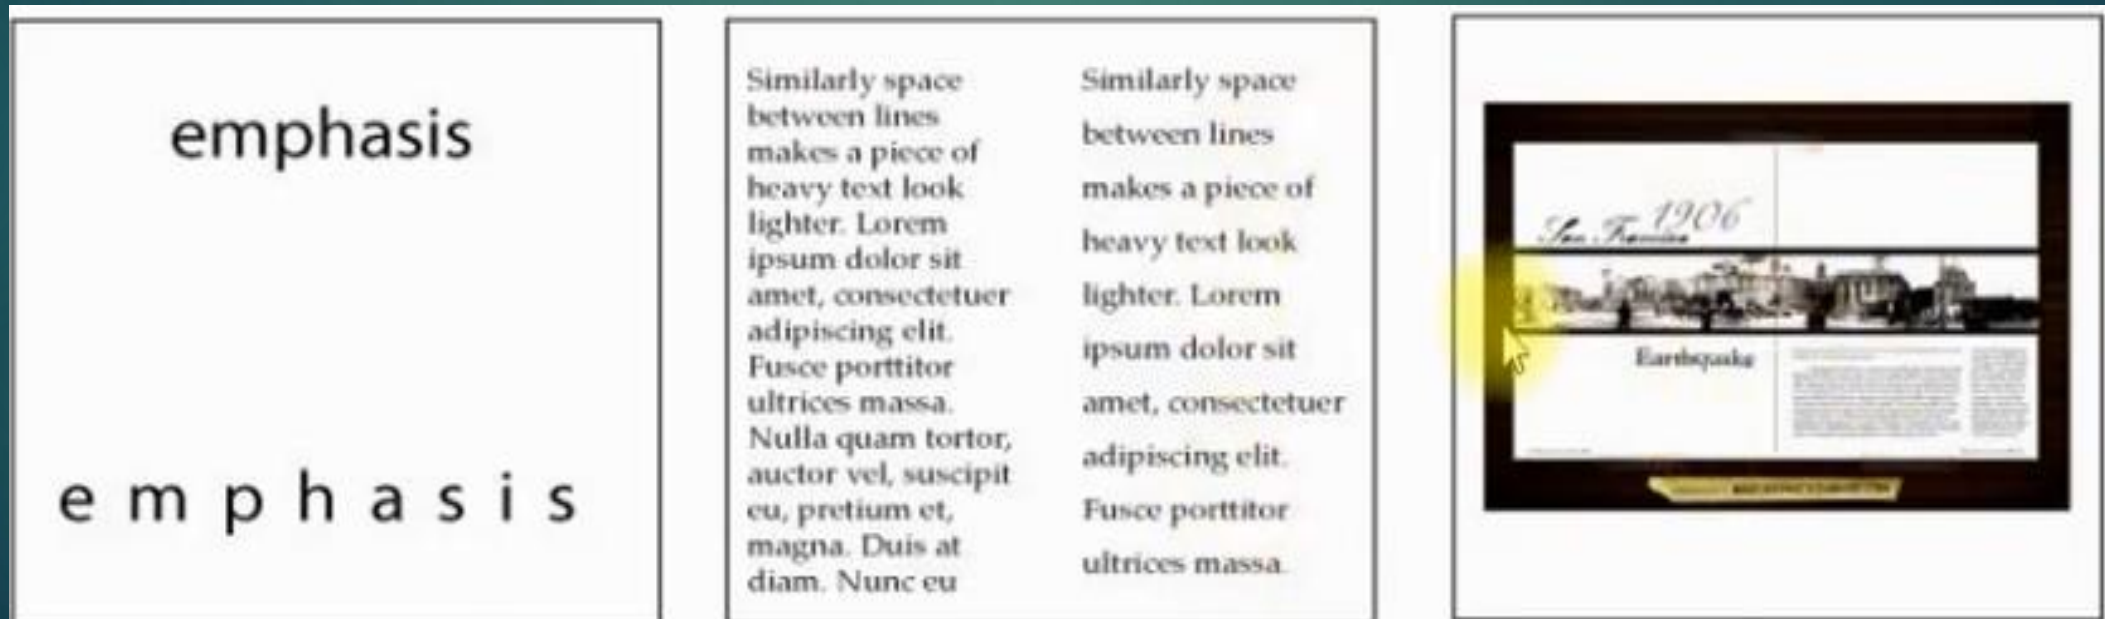 emphasis
e m p h a s i s
Similarly space
between lines
makes a piece of
heavy text look
lighter. Lorem
ipsum dolor sit
amet, consectetuer
adipiscing elit.
Fusce porttitor
ultrices massa.
Nulla quam tortor,
auctor vel, suscipit
eu, pretium et,
magna. Duis at
diam. Nunc eu
Similarly space
between lines
makes a piece of
heavy text look
lighter. Lorem
ipsum dolor sit
amet, consectetuer
adipiscing elit.
Fusce porttitor
ultrices massa.
1906
San Francisco
Earthquake